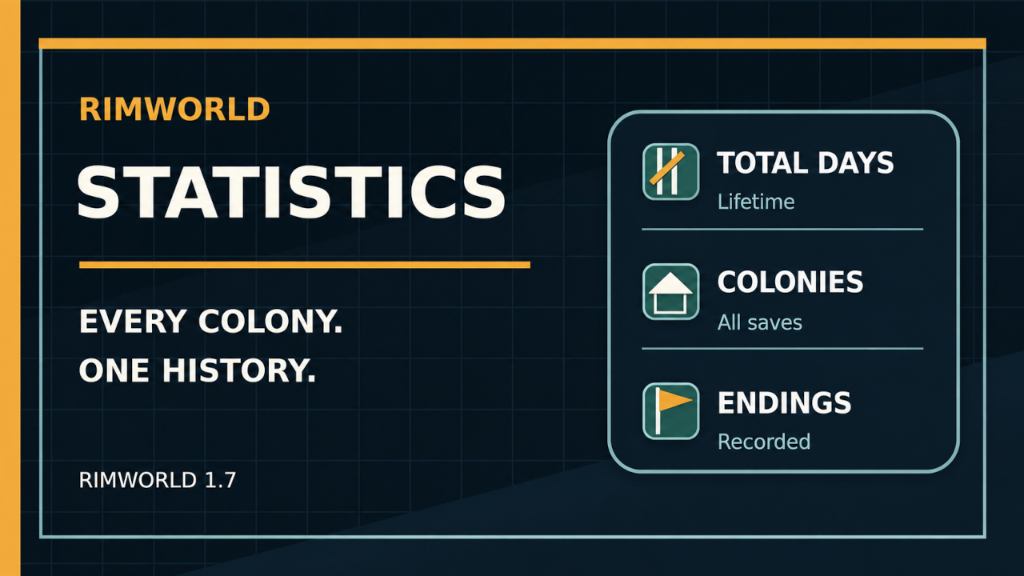 RIMWORLD
STATISTICS
EVERY COLONY.
ONE HISTORY.
RIMWORLD 1.7
TOTAL DAYS
Lifetime
COLONIES
All saves
ENDINGS
Recorded